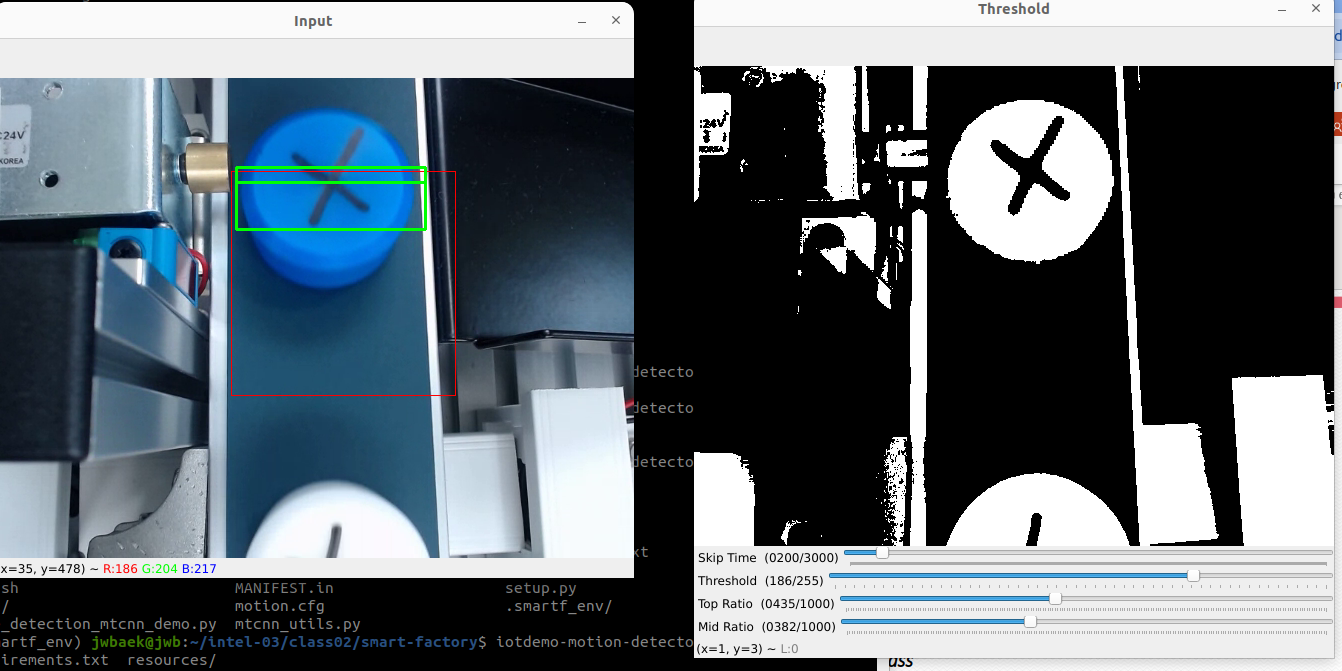 Input
Threshold
:24V
KOREA
:24V
KOREA
detecto
detecto
detecto
xt
Skip Time (0200/3000)
Threshold (186/255)
Top Ratio (0435/1000)
Mid Ratio (0382/1000)
(x=1, y=3) ~ L:0
(x=35, y=478) ~ R:186 G:204 B:217
sh MANIFEST.in setup.py
/ motion.cfg .smartf_env/
_detection_mtcnn_demo.py mtcnn_utils.py
artf_env) jwbaek@jwb:~/intel-03/class02/smart-factory$ iotdemo-motion-detecto
irements.txt resources/
ass